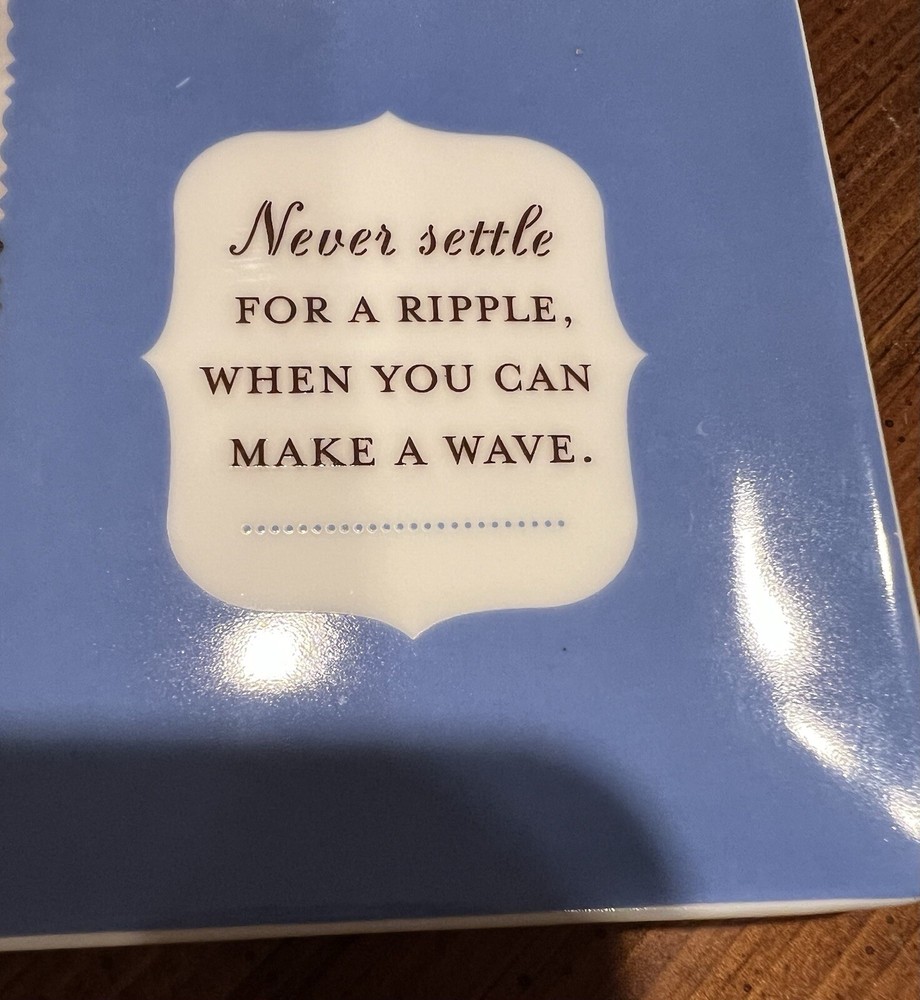 Never settle
FOR A RIPPLE,
WHEN YOU CAN
MAKE A WAVE.